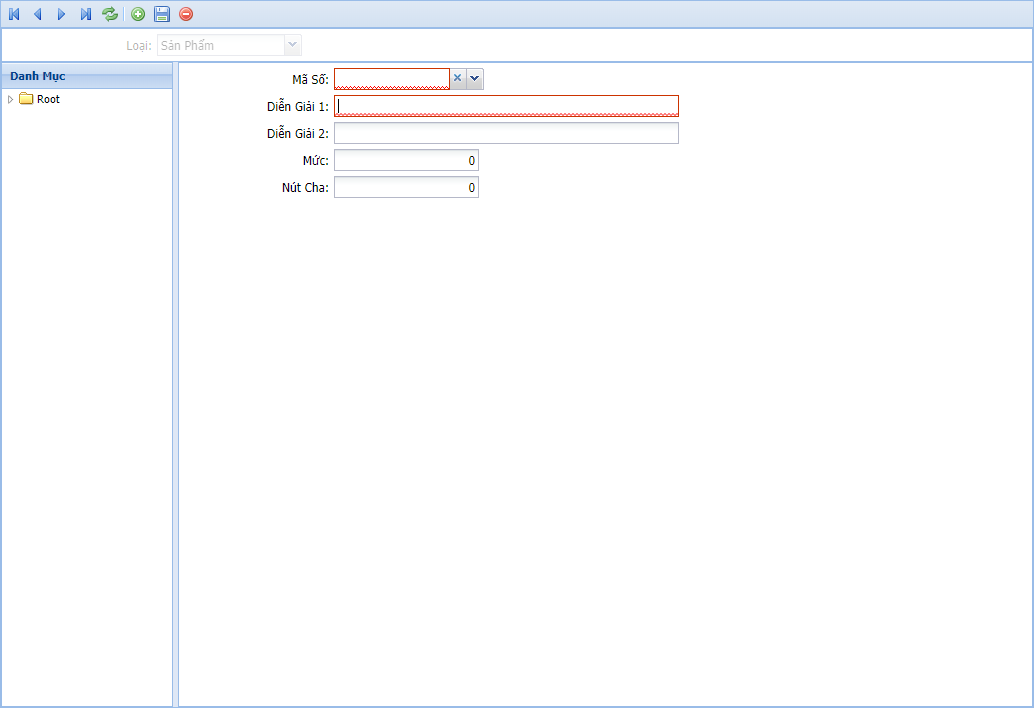 Loại: Sản Phẩm
Danh Mục
Root
Mã Số:
Diễn Giải 1:
Diễn Giải 2:
Mức: 0
Nút Cha: 0